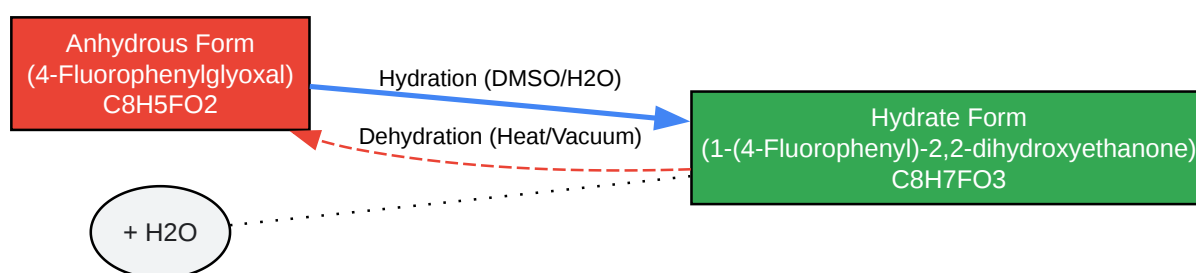 Anhydrous Form
(4-Fluorophenylglyoxal)
C8H5FO2
Hydration (DMSO/H2O)
Dehydration (Heat/Vacuum)
Hydrate Form
(1-(4-Fluorophenyl)-2,2-dihydroxyethanone)
C8H7FO3
+ H2O